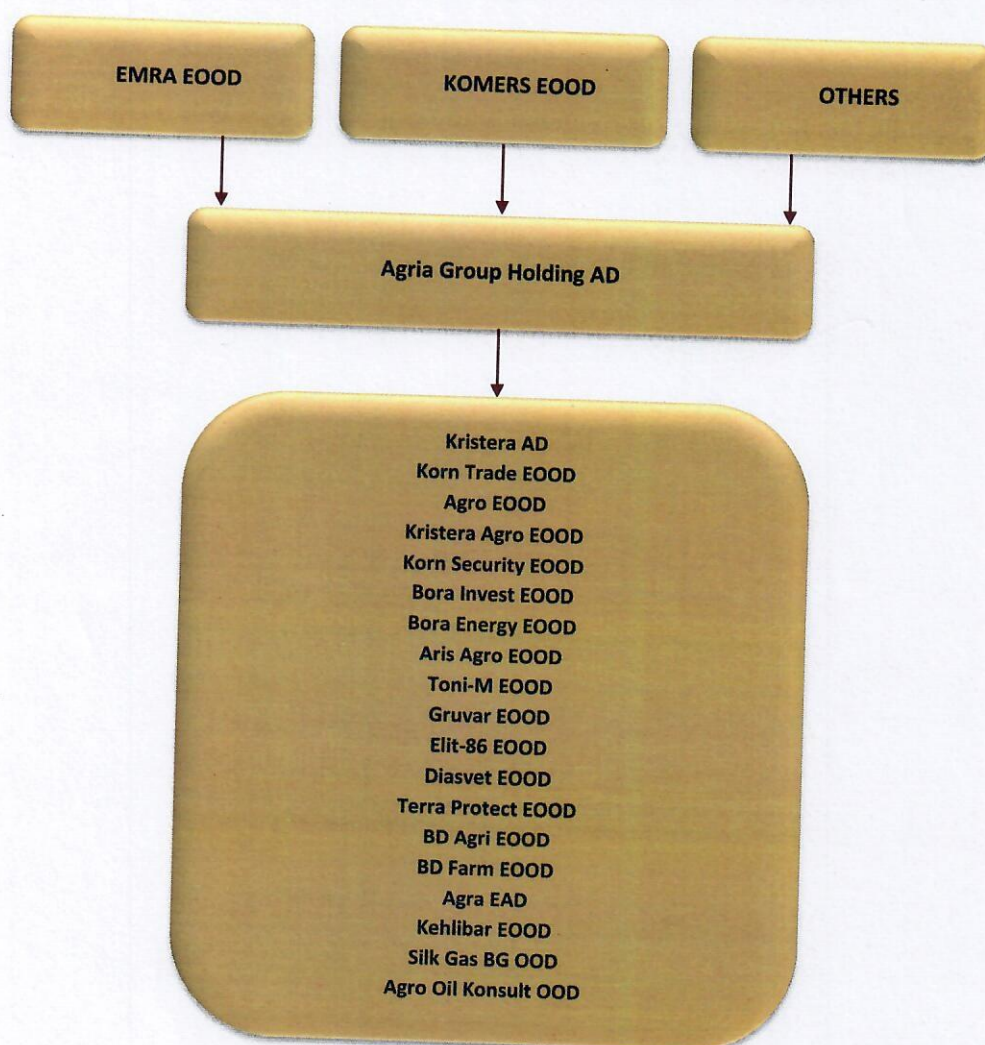 EMRA EOOD
KOMERS EOOD
OTHERS
Agria Group Holding AD
Kristera AD
Korn Trade EOOD
Agro EOOD
Kristera Agro EOOD
Korn Security EOOD
Bora Invest EOOD
Bora Energy EOOD
Aris Agro EOOD
Toni-M EOOD
Gruvar EOOD
Elit-86 EOOD
Diasvet EOOD
Terra Protect EOOD
BD Agri EOOD
BD Farm EOOD
Agra EAD
Kehlibar EOOD
Silk Gas BG OOD
Agro Oil Konsult OOD